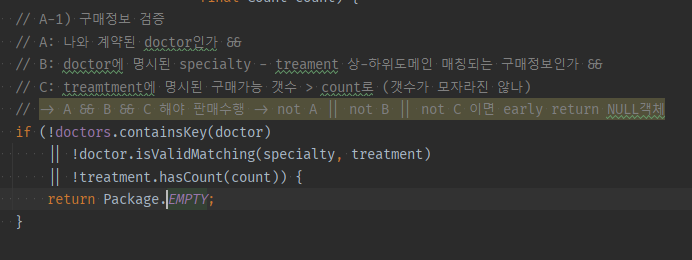 final Count count) {
// A-1) 구매정보 검증
// A: 나와 계약된 doctor인가 &&
// B: doctor에 명시된 specialty - treament 상-하위도메인 매칭되는 구매정보인가 &&
// C: treamtment에 명시된 구매가능 갯수 > count로 (갯수가 모자라진 않나)
// -> A && B && C 해야 판매수행 -> not A || not B || not C 이면 early return NULL객체
if (!doctors.containsKey(doctor)
|| !doctor.isValidMatching(specialty, treatment)
|| !treatment.hasCount(count)) {
return Package.EMPTY;
}